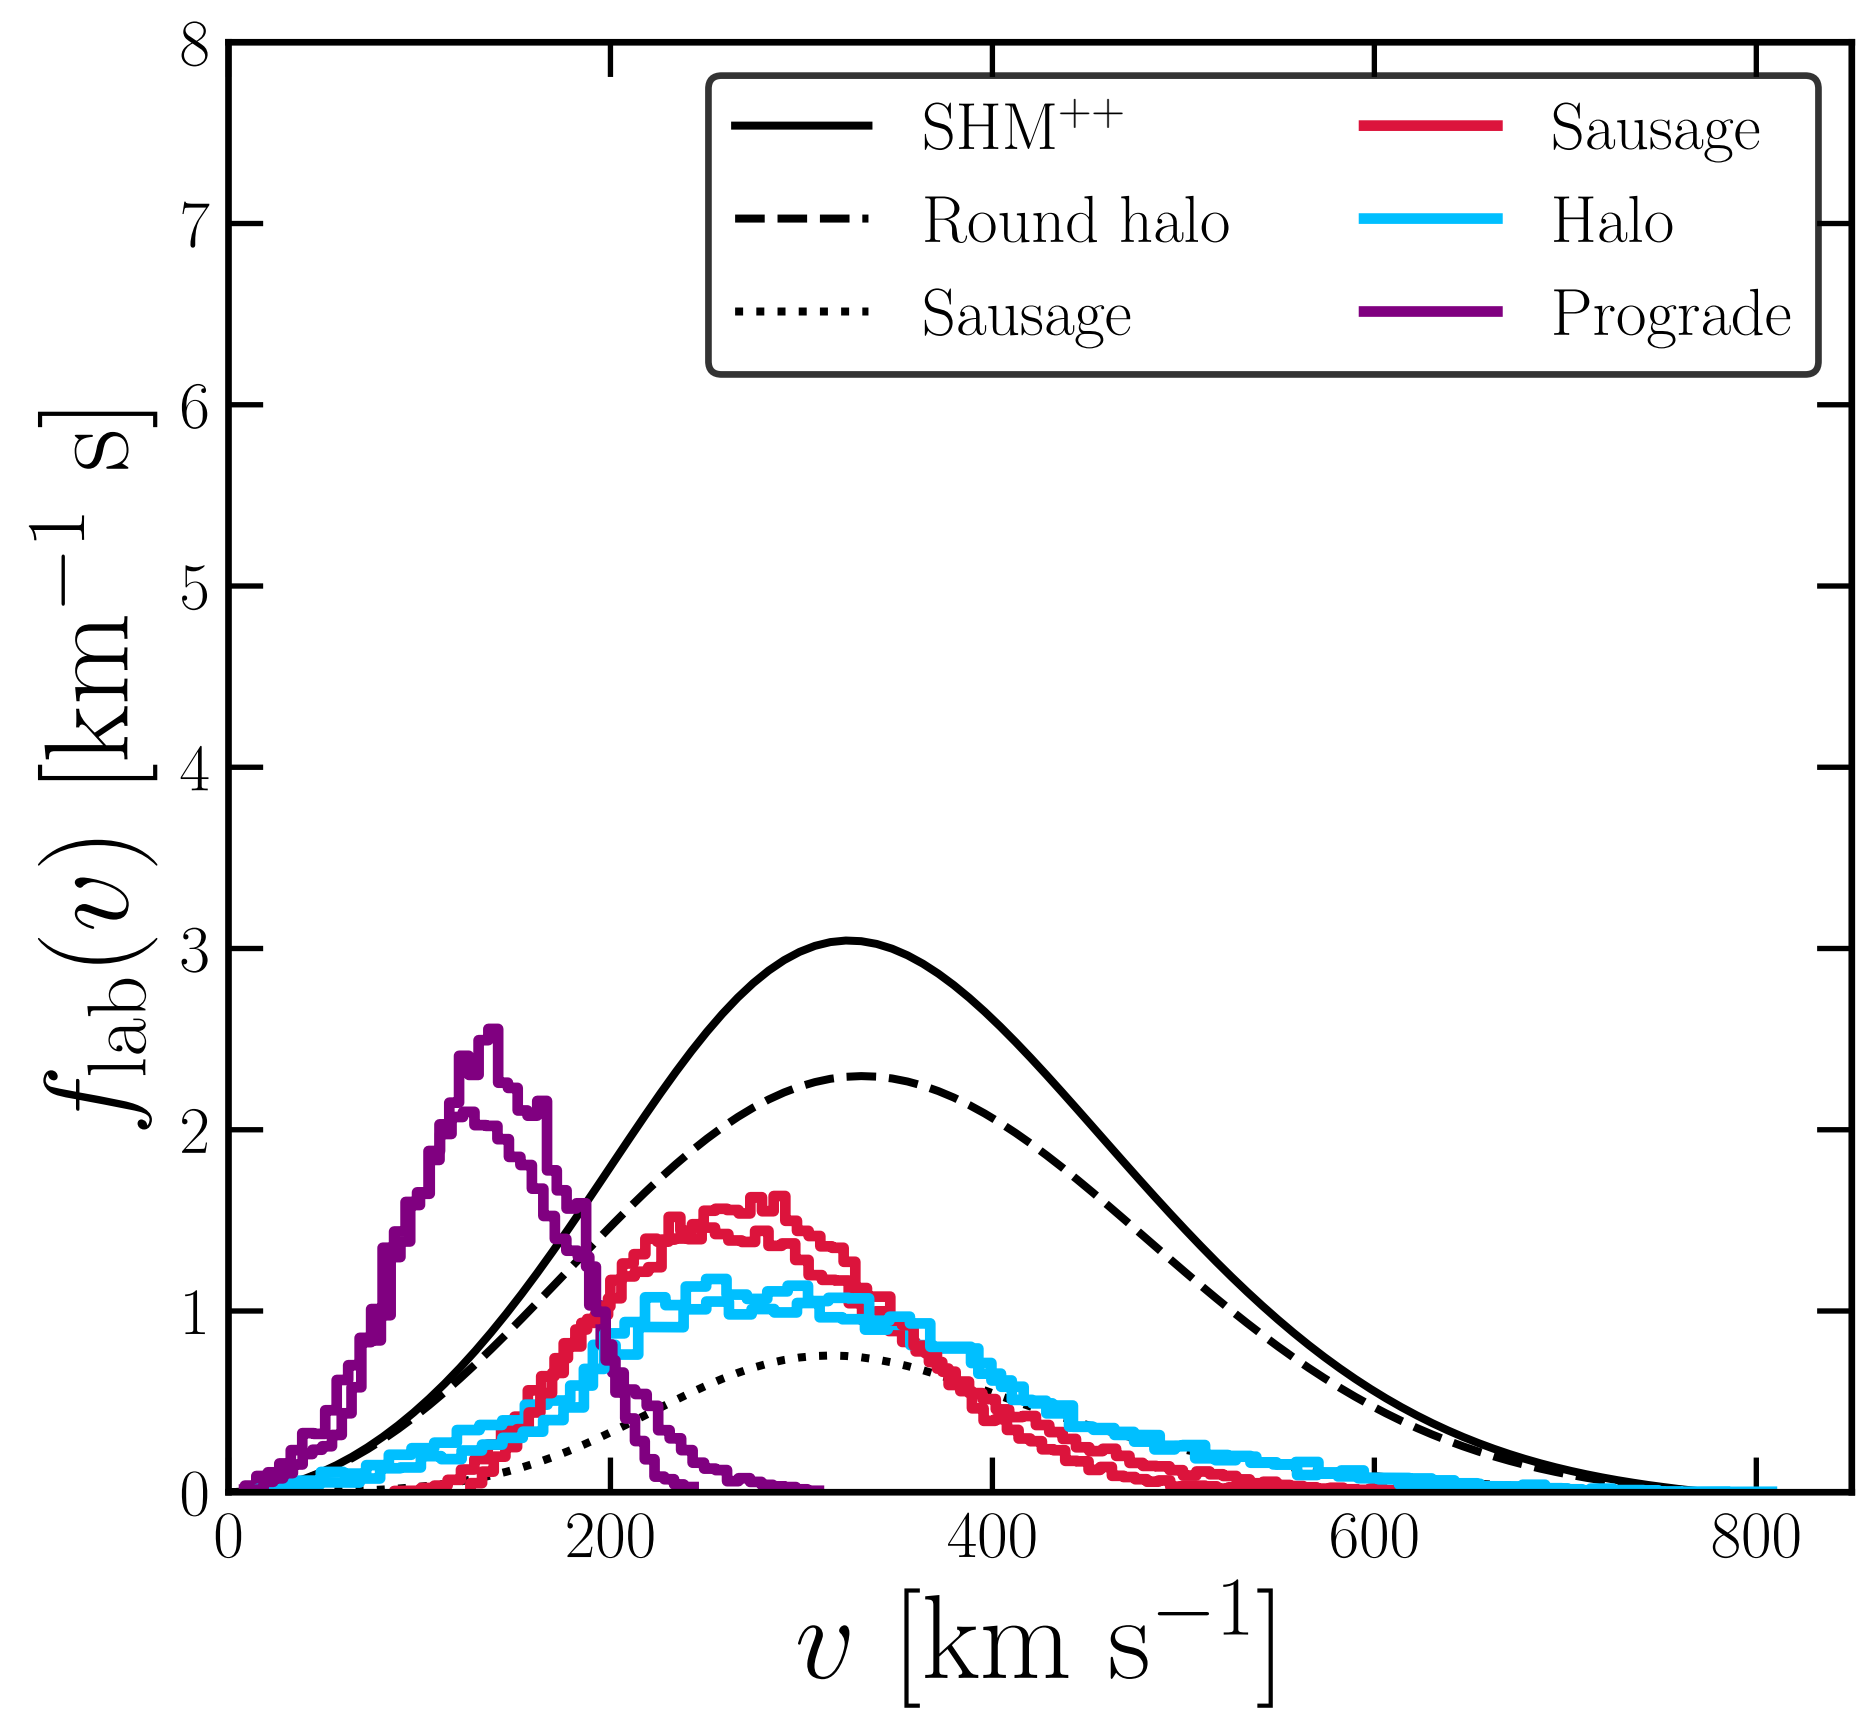 SHM⁺⁺
Sausage
Round halo
Halo
Sausage
Prograde
f_lab(v) [km⁻¹ s]
8
7
6
5
4
3
2
1
0
0 200 400 600 800
v [km s⁻¹]